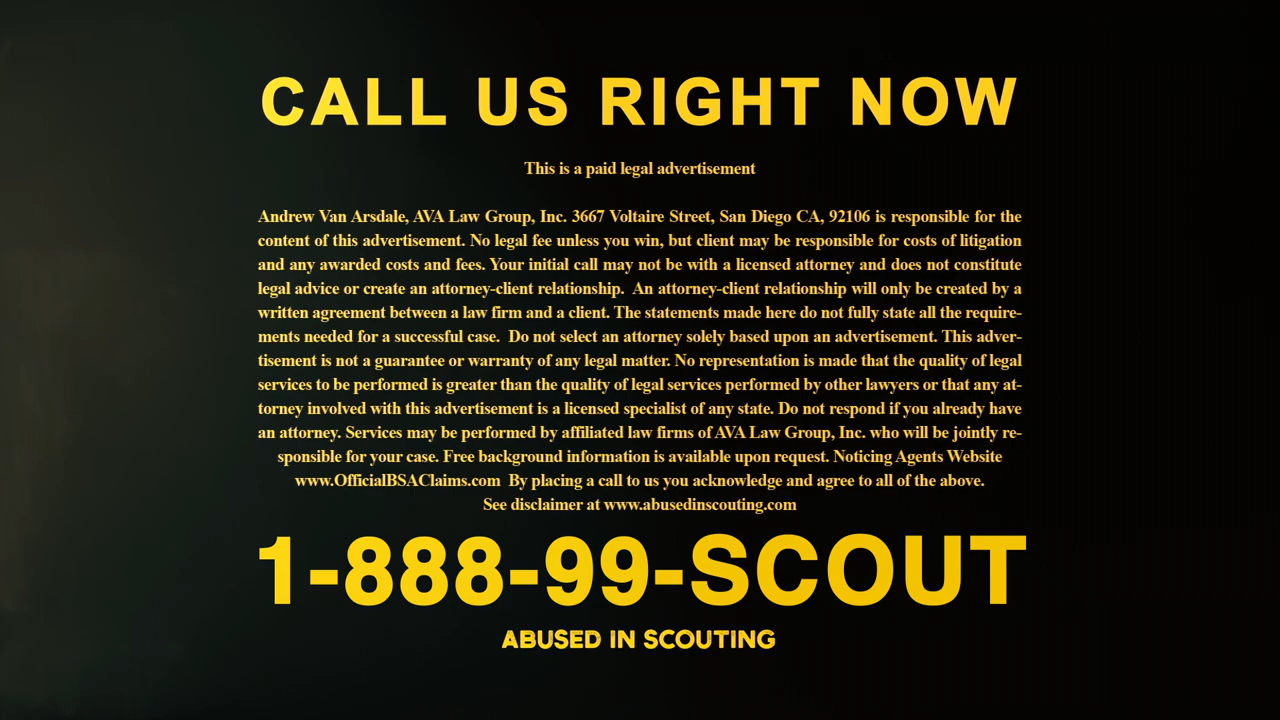 CALL US RIGHT NOW
This is a paid legal advertisement
Andrew Van Arsdale, AVA Law Group, Inc. 3667 Voltaire Street, San Diego CA, 92106 is responsible for the
content of this advertisement. No legal fee unless you win, but client may be responsible for costs of litigation
and any awarded costs and fees. Your initial call may not be with a licensed attorney and does not constitute
legal advice or create an attorney-client relationship.  An attorney-client relationship will only be created by a
written agreement between a law firm and a client. The statements made here do not fully state all the require-
ments needed for a successful case.  Do not select an attorney solely based upon an advertisement. This adver-
tisement is not a guarantee or warranty of any legal matter. No representation is made that the quality of legal
services to be performed is greater than the quality of legal services performed by other lawyers or that any at-
torney involved with this advertisement is a licensed specialist of any state. Do not respond if you already have
an attorney. Services may be performed by affiliated law firms of AVA Law Group, Inc. who will be jointly re-
sponsible for your case. Free background information is available upon request. Noticing Agents Website
www.OfficialBSAClaims.com  By placing a call to us you acknowledge and agree to all of the above.
See disclaimer at www.abusedinscouting.com
1-888-99-SCOUT
ABUSED IN SCOUTING